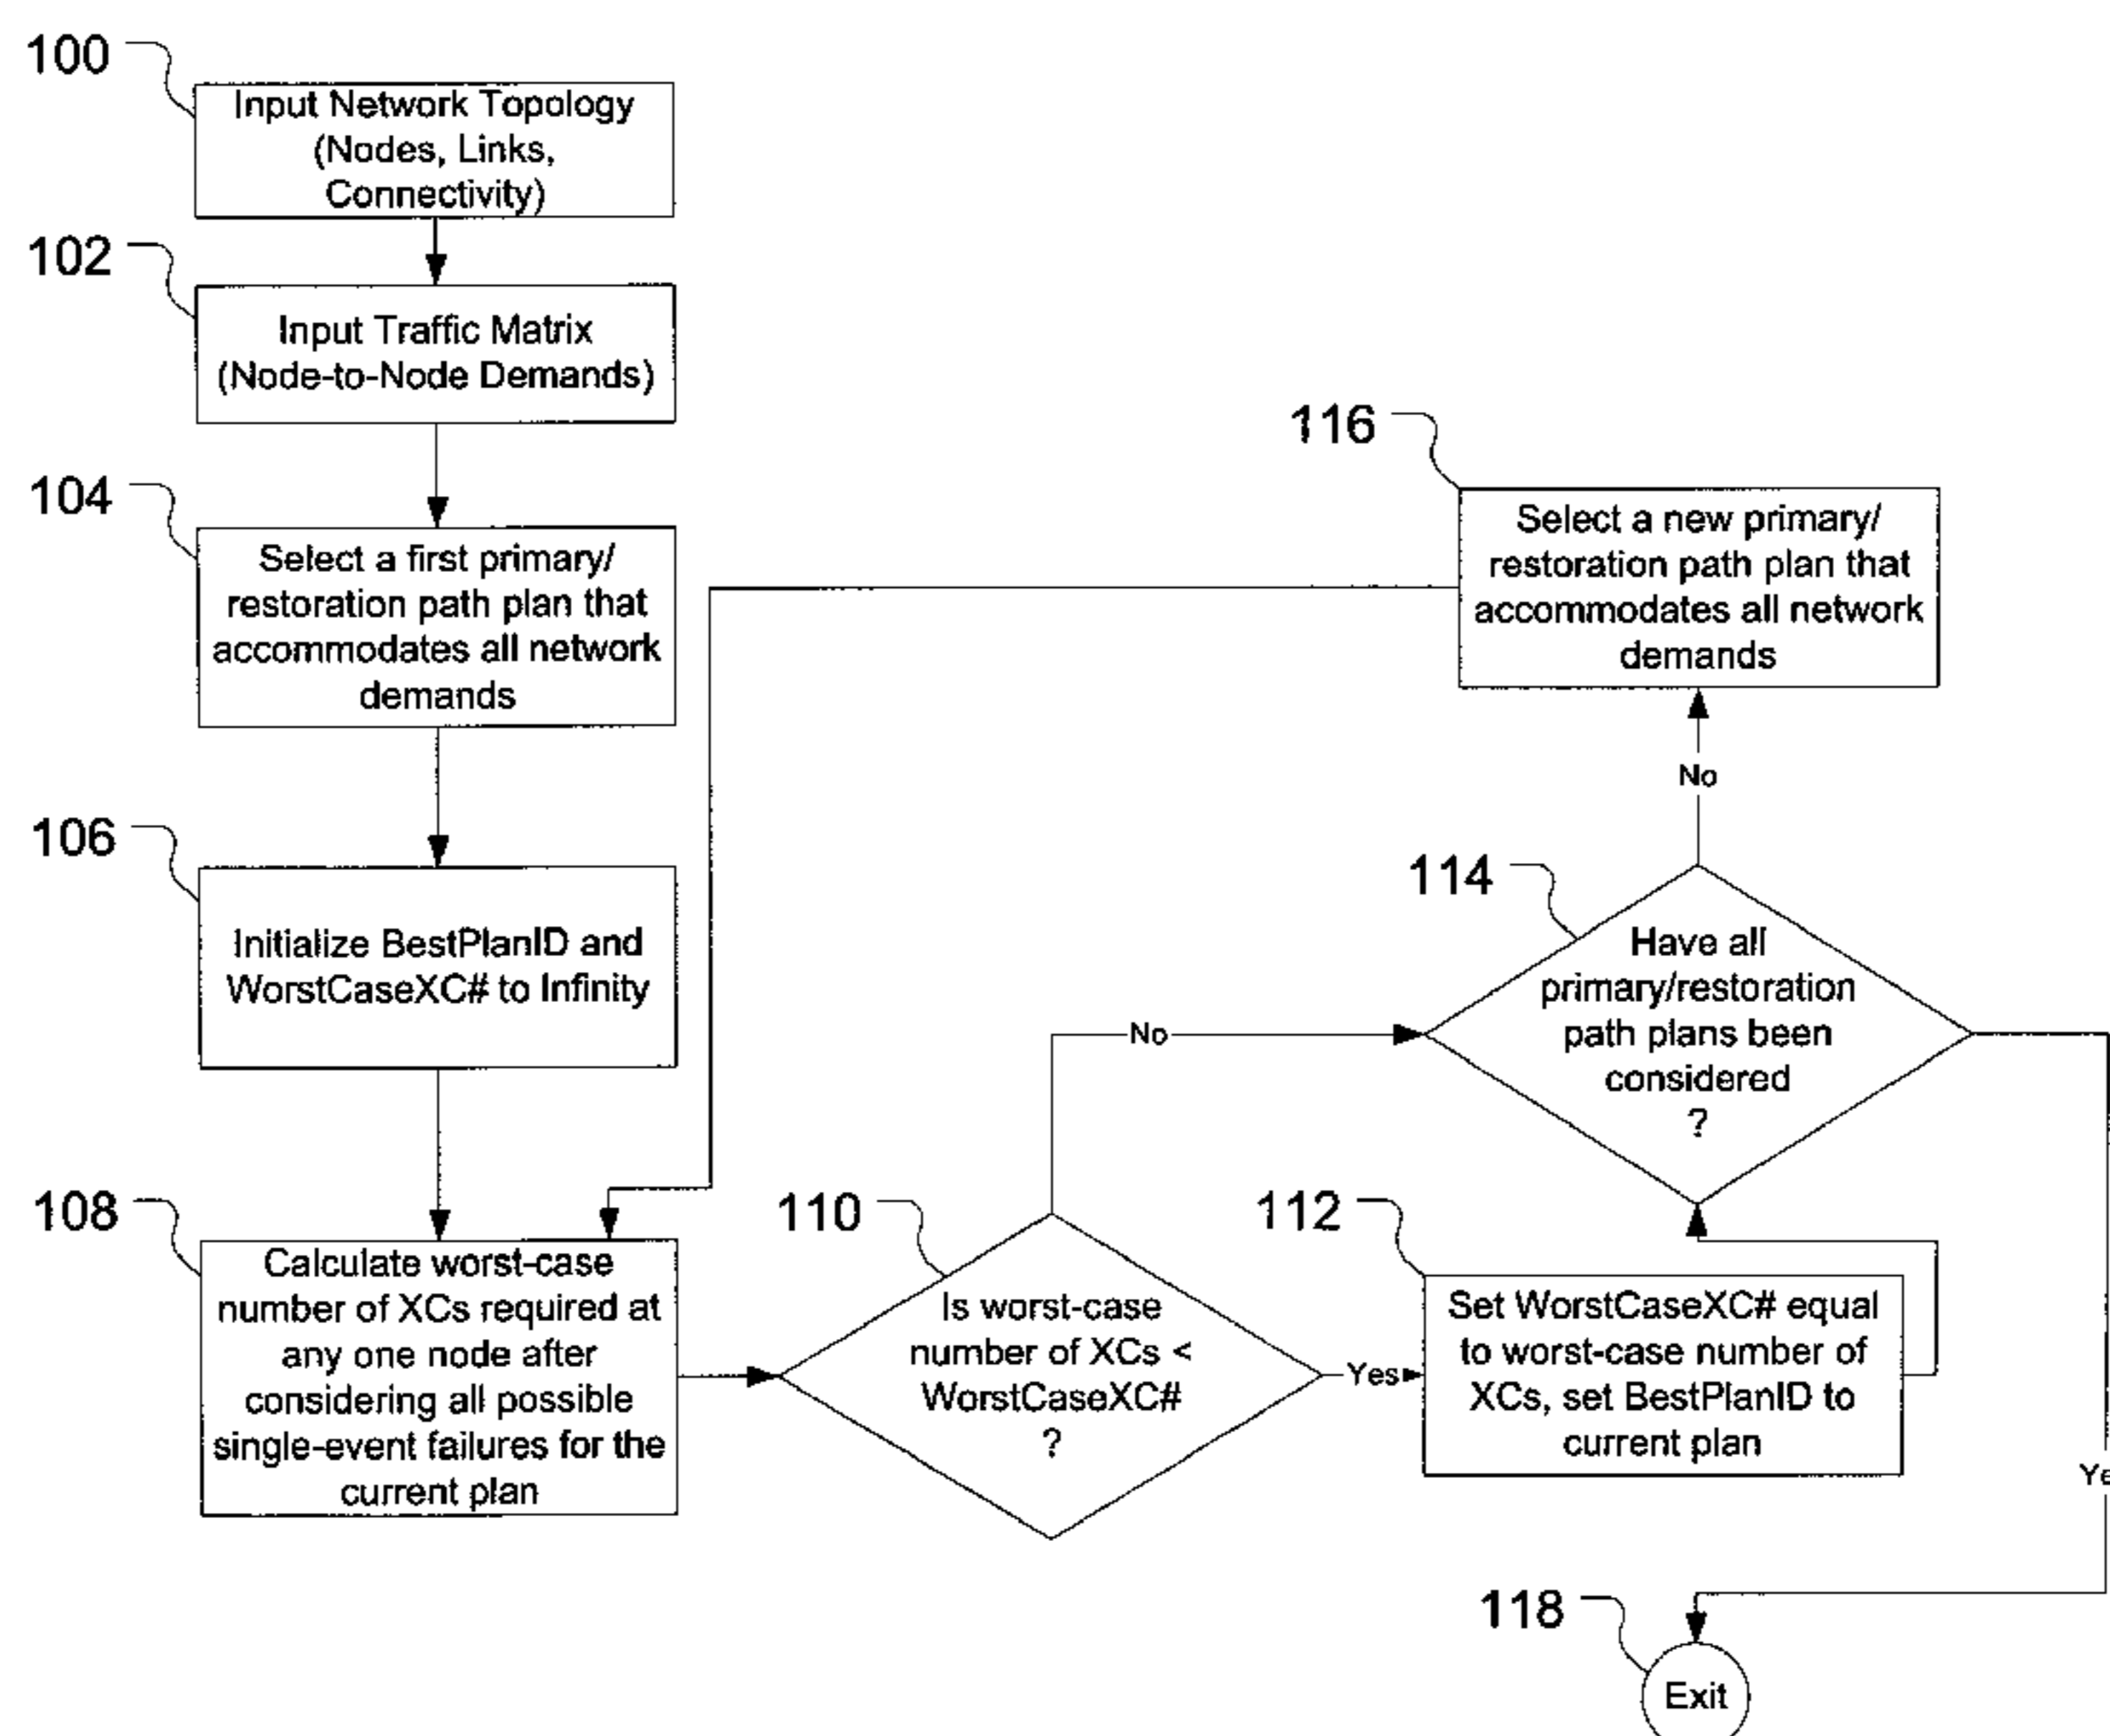 100
Input Network Topology
(Nodes, Links,
Connectivity)
102
Input Traffic Matrix
(Node-to-Node Demands)
104
Select a first primary/
restoration path plan that
accommodates all network
demands
106
Initialize BestPlanID and
WorstCaseXC# to Infinity
108
Calculate worst-case
number of XCs required at
any one node after
considering all possible
single-event failures for the
current plan
110
Is worst-case
number of XCs <
WorstCaseXC#
?
No
Yes
112
Set WorstCaseXC# equal
to worst-case number of
XCs, set BestPlanID to
current plan
114
Have all
primary/restoration
path plans been
considered
?
No
116
Select a new primary/
restoration path plan that
accommodates all network
demands
Ye
118
Exit